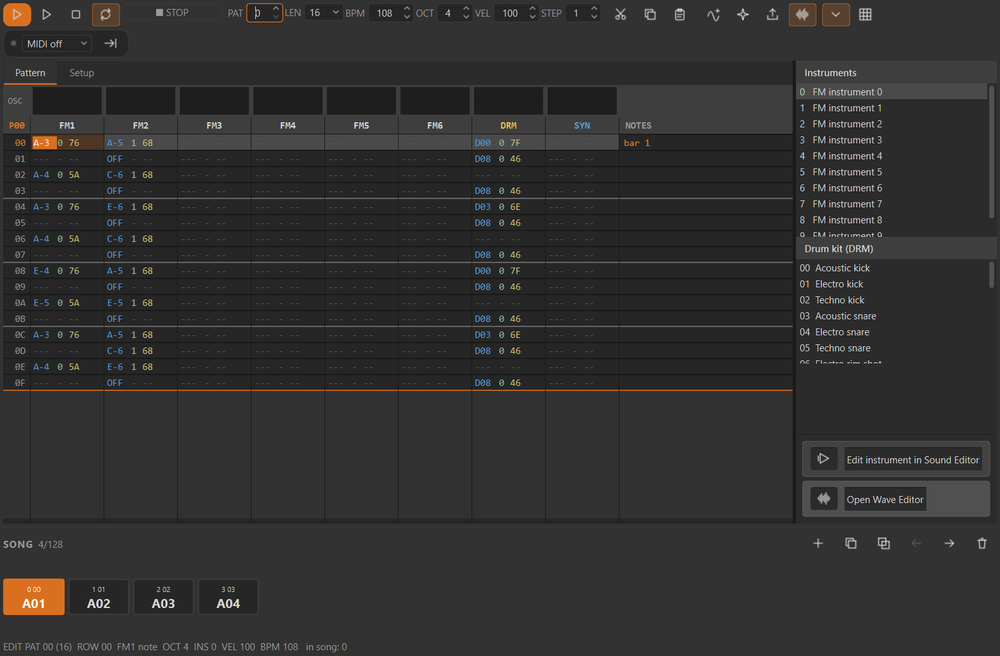 STOP PAT 0 LEN 16 BPM 108 OCT 4 VEL 100 STEP 1
MIDI off
Pattern Setup
OSC
P00 FM1 FM2 FM3 FM4 FM5 FM6 DRM SYN NOTES
00 A-3 0 76 A-5 1 68 --- - -- --- - -- --- - -- --- - -- D00 0 7F --- - -- bar 1
01 --- - -- OFF - -- --- - -- --- - -- --- - -- --- - -- D08 0 46 --- - --
02 A-4 0 5A C-6 1 68 --- - -- --- - -- --- - -- --- - -- --- - -- --- - --
03 --- - -- OFF - -- --- - -- --- - -- --- - -- --- - -- D08 0 46 --- - --
04 A-3 0 76 E-6 1 68 --- - -- --- - -- --- - -- --- - -- D03 0 6E --- - --
05 --- - -- OFF - -- --- - -- --- - -- --- - -- --- - -- D08 0 46 --- - --
06 A-4 0 5A C-6 1 68 --- - -- --- - -- --- - -- --- - -- --- - -- --- - --
07 --- - -- OFF - -- --- - -- --- - -- --- - -- --- - -- D08 0 46 --- - --
08 E-4 0 76 A-5 1 68 --- - -- --- - -- --- - -- --- - -- D00 0 7F --- - --
09 --- - -- OFF - -- --- - -- --- - -- --- - -- --- - -- D08 0 46 --- - --
0A E-5 0 5A E-5 1 68 --- - -- --- - -- --- - -- --- - -- --- - -- --- - --
0B --- - -- OFF - -- --- - -- --- - -- --- - -- --- - -- D08 0 46 --- - --
0C A-3 0 76 A-5 1 68 --- - -- --- - -- --- - -- --- - -- D03 0 6E --- - --
0D --- - -- C-6 1 68 --- - -- --- - -- --- - -- --- - -- D08 0 46 --- - --
0E A-4 0 5A E-6 1 68 --- - -- --- - -- --- - -- --- - -- --- - -- --- - --
0F --- - -- OFF - -- --- - -- --- - -- --- - -- --- - -- D08 0 46 --- - --
Instruments
0 FM instrument 0
1 FM instrument 1
2 FM instrument 2
3 FM instrument 3
4 FM instrument 4
5 FM instrument 5
6 FM instrument 6
7 FM instrument 7
8 FM instrument 8
9 FM instrument 9
Drum kit (DRM)
00 Acoustic kick
01 Electro kick
02 Techno kick
03 Acoustic snare
04 Electro snare
05 Techno snare
06 Electro rim shot
Edit instrument in Sound Editor
Open Wave Editor
SONG 4/128
0 00 1 01 2 02 3 03
A01 A02 A03 A04
EDIT PAT 00 (16) ROW 00 FM1 note OCT 4 INS 0 VEL 100 BPM 108 in song: 0